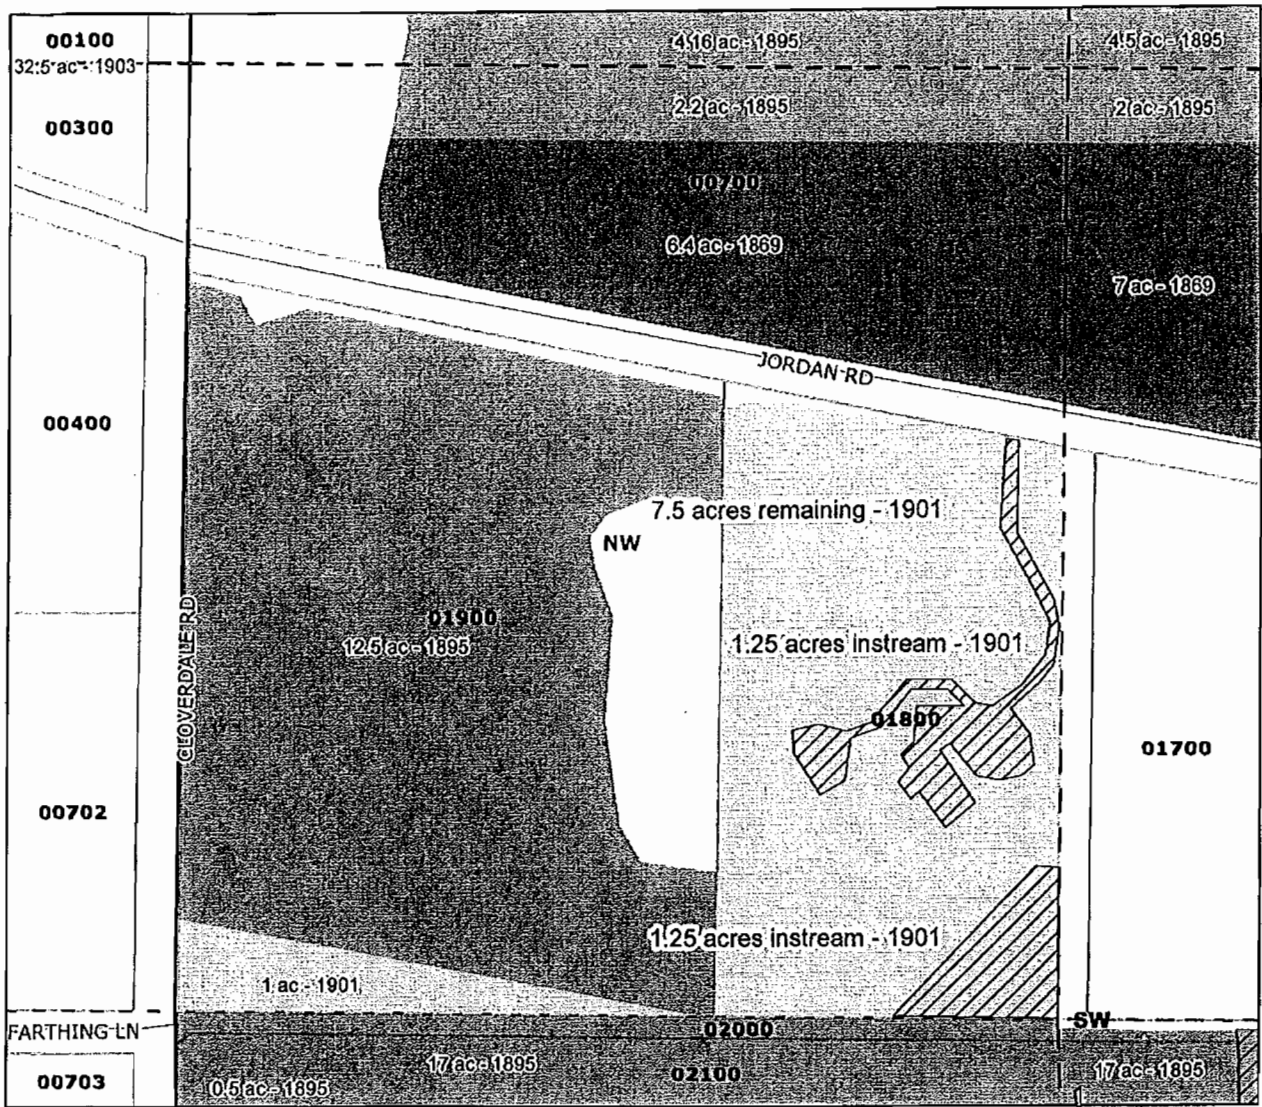 00100
4.16 ac - 1895
4.5 ac - 1895
32.5 ac - 1903
2.2 ac - 1895
2 ac - 1895
00300
00700
6.4 ac - 1869
7 ac - 1869
JORDAN RD
00400
7.5 acres remaining - 1901
NW
CLOVERDALE RD
01900
12.5 ac - 1895
1.25 acres instream - 1901
01800
01700
00702
1.25 acres instream - 1901
1 ac - 1901
FARTHING LN
02000
SW
17 ac - 1895
02100
17 ac - 1895
00703
0.5 ac - 1895